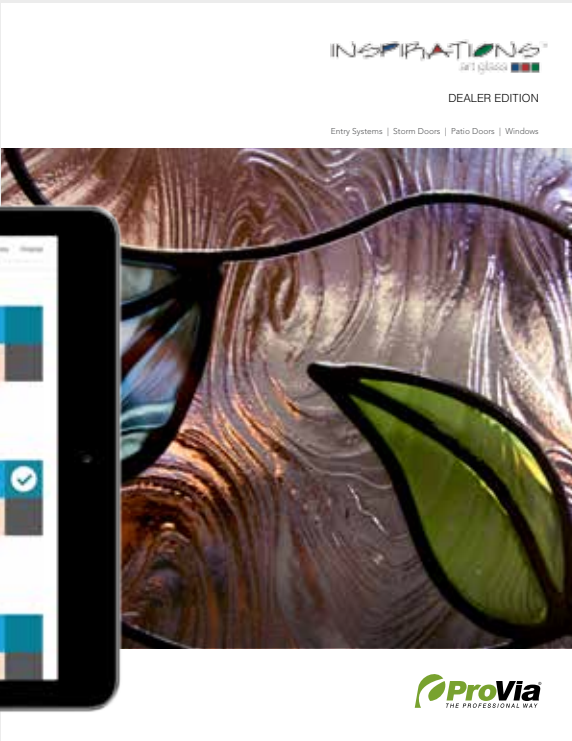 INSPIRATIONS
art glass
DEALER EDITION
Entry Systems | Storm Doors | Patio Doors | Windows
ProVia®
THE PROFESSIONAL WAY